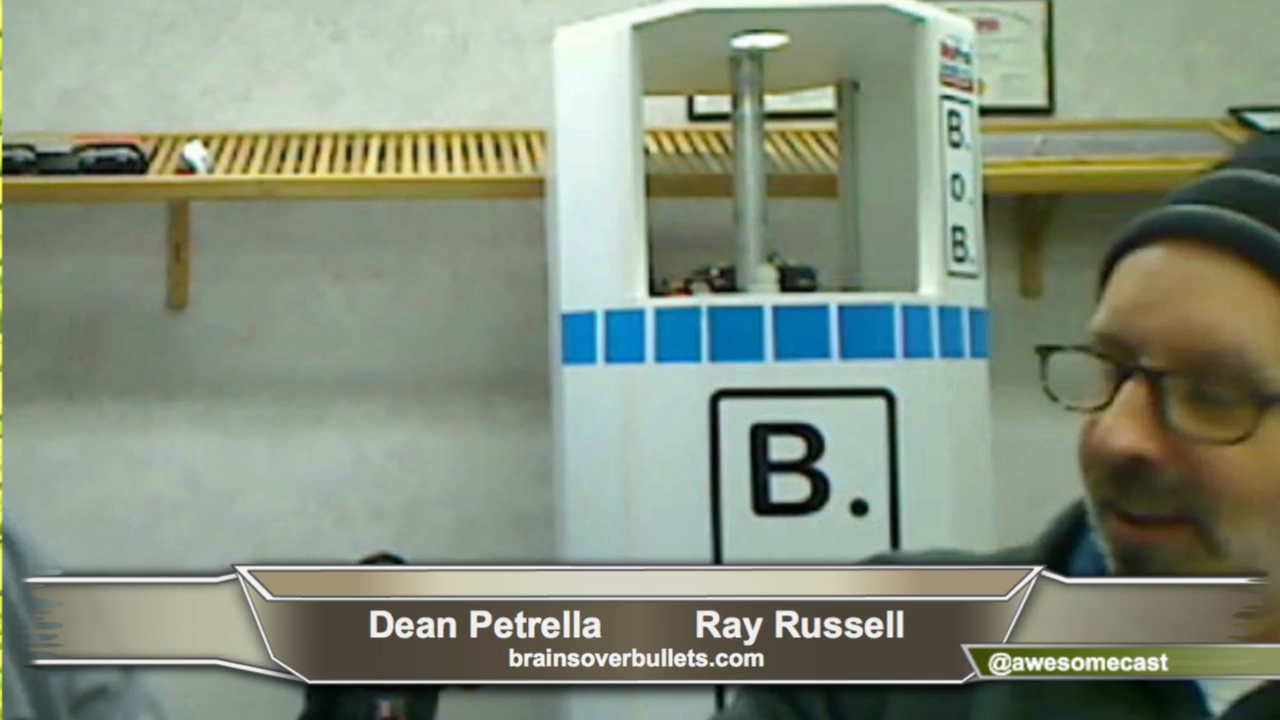 B.
O.
B.
B.
Dean Petrella Ray Russell
brainsoverbullets.com
@awesomecast